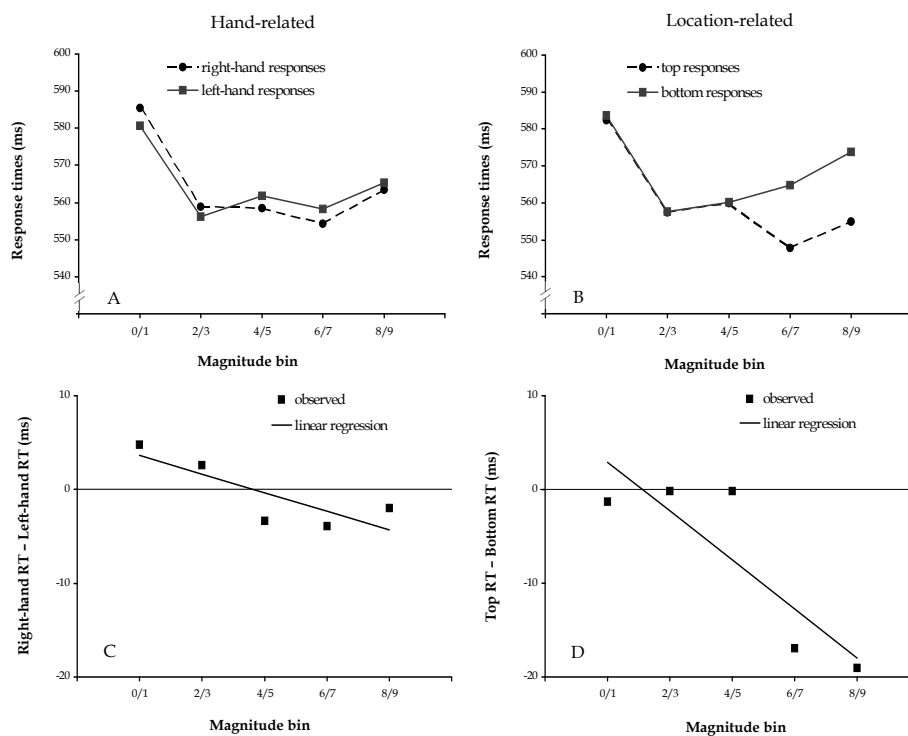 Hand-related
Location-related
600
590
580
570
560
550
540
Response times (ms)
right-hand responses
left-hand responses
A
0/1
2/3
4/5
6/7
8/9
Magnitude bin
600
590
580
570
560
550
540
Response times (ms)
top responses
bottom responses
B
0/1
2/3
4/5
6/7
8/9
Magnitude bin
10
0
-10
-20
Right-hand RT – Left-hand RT (ms)
observed
linear regression
C
0/1
2/3
4/5
6/7
8/9
Magnitude bin
10
0
-10
-20
Top RT – Bottom RT (ms)
observed
linear regression
D
0/1
2/3
4/5
6/7
8/9
Magnitude bin